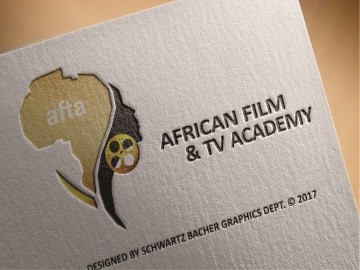 afta
AFRICAN FILM
& TV ACADEMY
DESIGNED BY SCHWARTZ BACHER GRAPHICS DEPT. © 2017